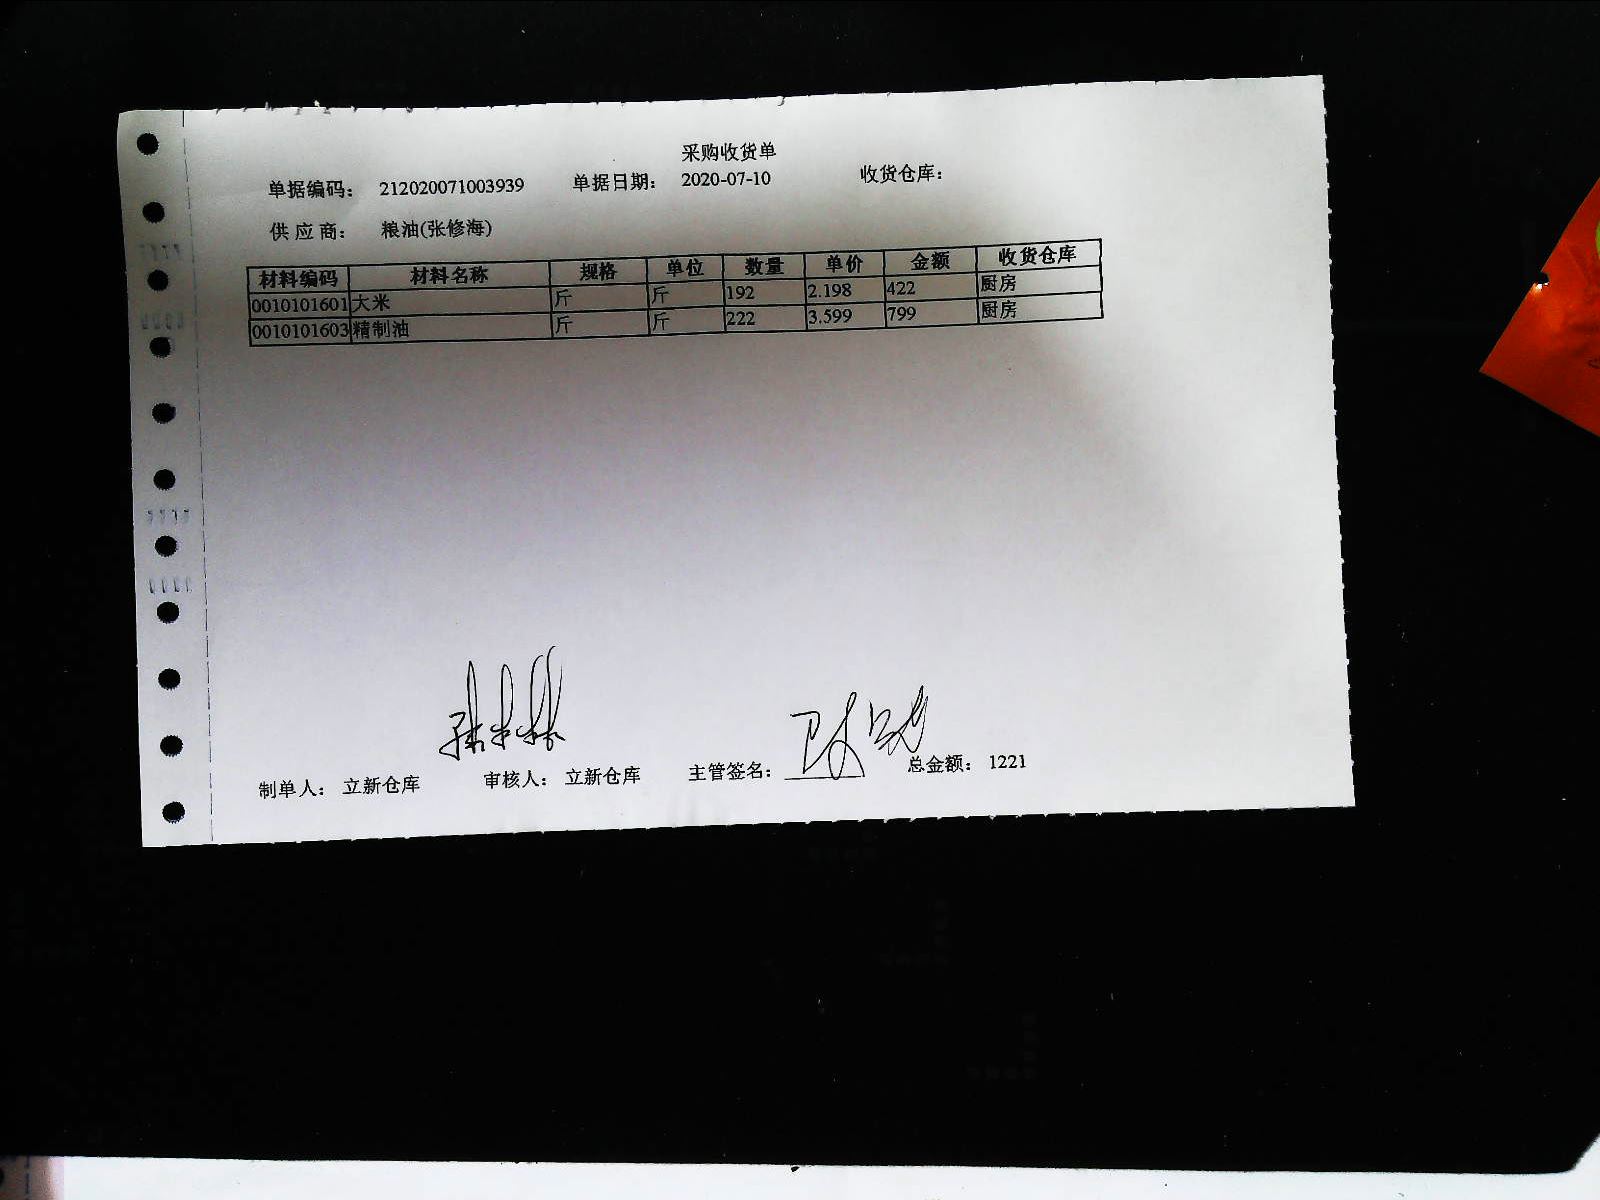 采购收货单
单据编码： 212020071003939 单据日期： 2020-07-10 收货仓库：
供 应 商： 粮油(张修海)
材料编码 材料名称 规格 单位 数量 单价 金额 收货仓库
0010101601 大米 斤 斤 192 2.198 422 厨房
0010101603 精制油 斤 斤 222 3.599 799 厨房
制单人： 立新仓库 审核人： 立新仓库 主管签名： 总金额： 1221